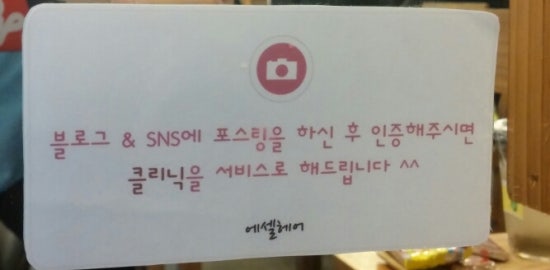 블로그 & SNS에 포스팅을 하신 후 인증해주시면
클리닉을 서비스로 해드립니다 ^^
에셀헤어